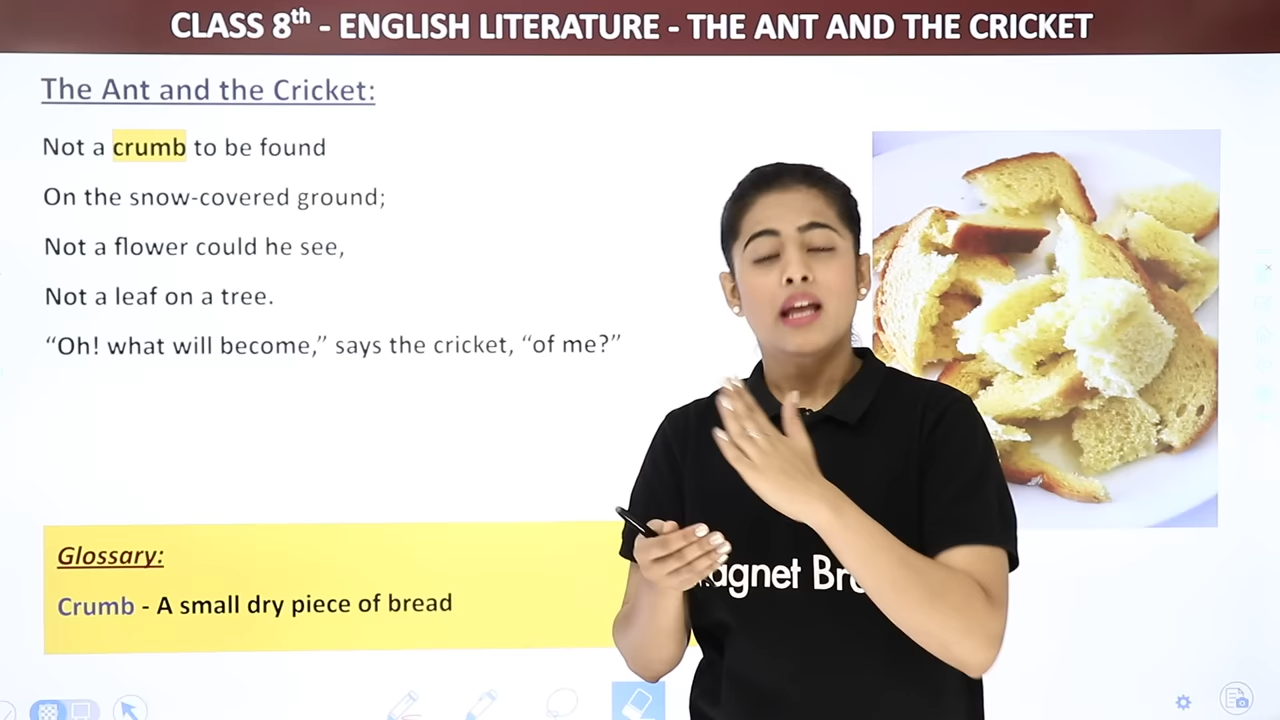 CLASS 8th - ENGLISH LITERATURE - THE ANT AND THE CRICKET
The Ant and the Cricket:
Not a crumb to be found
On the snow-covered ground;
Not a flower could he see,
Not a leaf on a tree.
“Oh! what will become,” says the cricket, “of me?”
Glossary:
Crumb - A small dry piece of bread